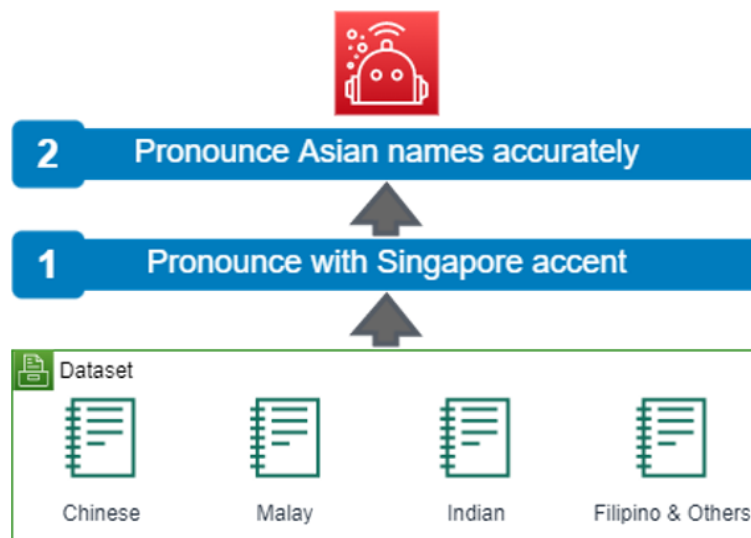 2 Pronounce Asian names accurately
1 Pronounce with Singapore accent
Dataset
Chinese Malay Indian Filipino & Others